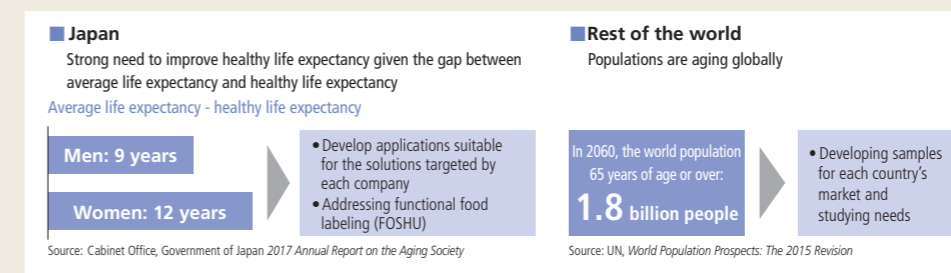 Japan
Strong need to improve healthy life expectancy given the gap between
average life expectancy and healthy life expectancy
Average life expectancy - healthy life expectancy
Men: 9 years
Women: 12 years
• Develop applications suitable
for the solutions targeted by
each company
• Addressing functional food
labeling (FOSHU)
Source: Cabinet Office, Government of Japan 2017 Annual Report on the Aging Society
Rest of the world
Populations are aging globally
In 2060, the world population
65 years of age or over:
1.8 billion people
• Developing samples
for each country's
market and
studying needs
Source: UN, World Population Prospects: The 2015 Revision